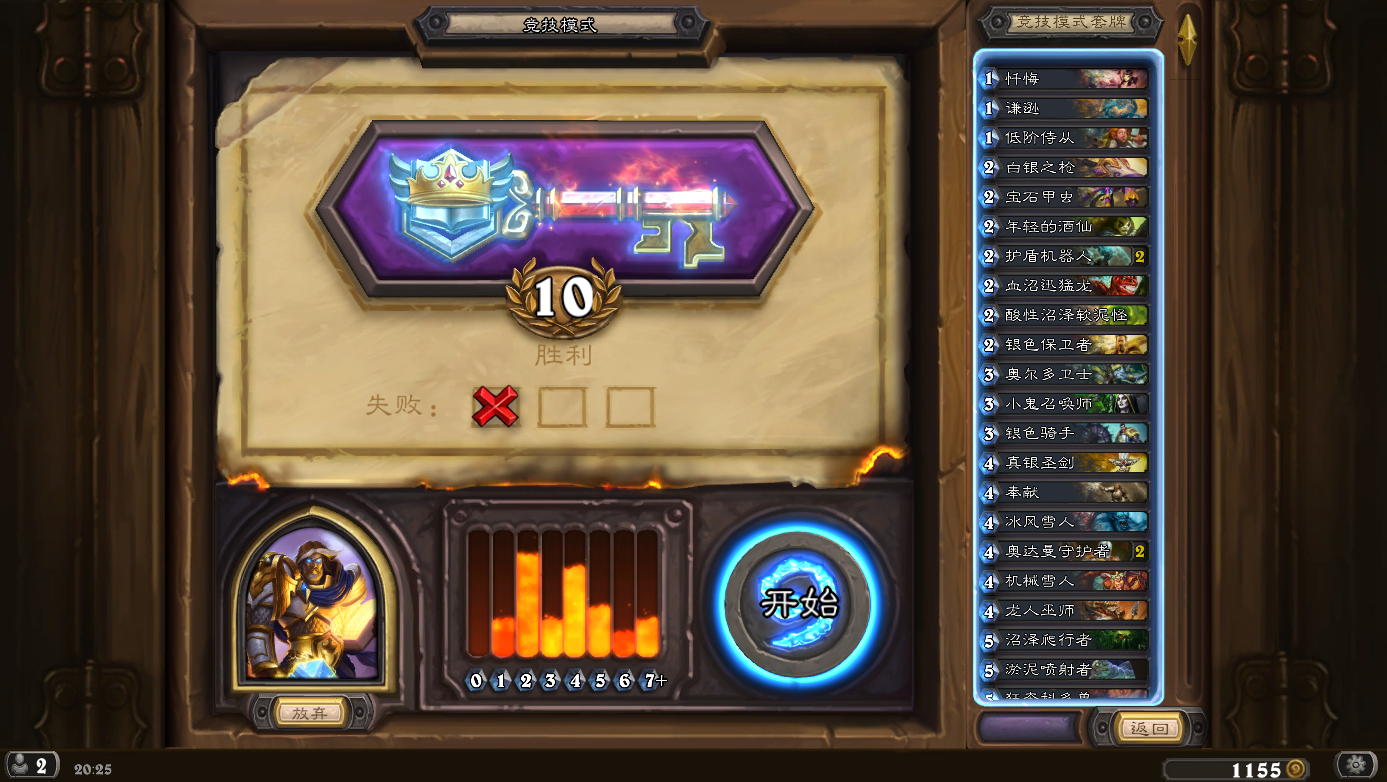 竞技模式
10
胜利
失败：
0 1 2 3 4 5 6 7+
开始
放弃
竞技模式套牌
1 忏悔
1 谦逊
1 低阶侍从
2 白银之枪
2 宝石甲虫
2 年轻的酒仙
2 护盾机器人 2
2 血沼迅猛龙
2 酸性沼泽软泥怪
2 银色保卫者
3 奥尔多卫士
3 小鬼召唤师
3 银色骑手
4 真银圣剑
4 奉献
4 冰风雪人
4 奥达曼守护者 2
4 机械雪人
4 龙人巫师
5 沼泽爬行者
5 淤泥喷射者
返回
2
20:25
1155